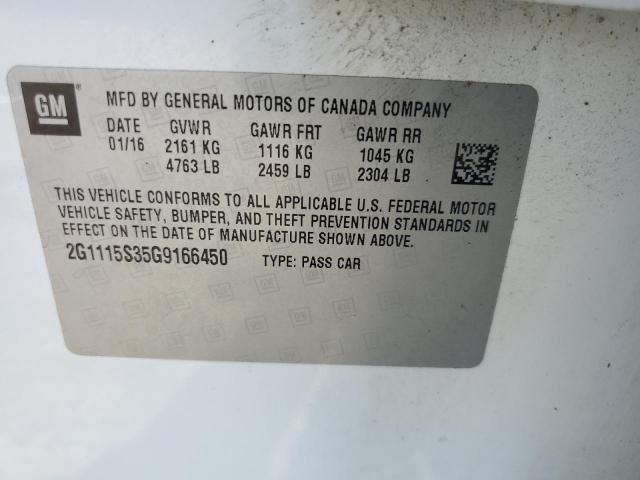 GM ®
MFD BY GENERAL MOTORS OF CANADA COMPANY
DATE GVWR GAWR FRT GAWR RR
01/16 2161 KG 1116 KG 1045 KG
4763 LB 2459 LB 2304 LB
THIS VEHICLE CONFORMS TO ALL APPLICABLE U.S. FEDERAL MOTOR
VEHICLE SAFETY, BUMPER, AND THEFT PREVENTION STANDARDS IN
EFFECT ON THE DATE OF MANUFACTURE SHOWN ABOVE.
2G1115S35G9166450 TYPE: PASS CAR